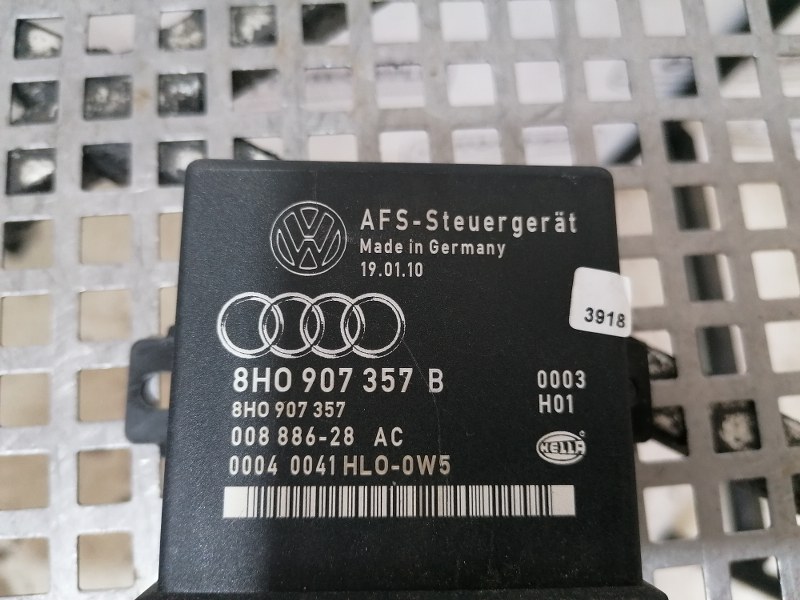 AFS-Steuergerät
Made in Germany
19.01.10
3918
8H0 907 357 B
0003
8H0 907 357
H01
008 886-28 AC
HELLA
0004 0041 HLO-0W5